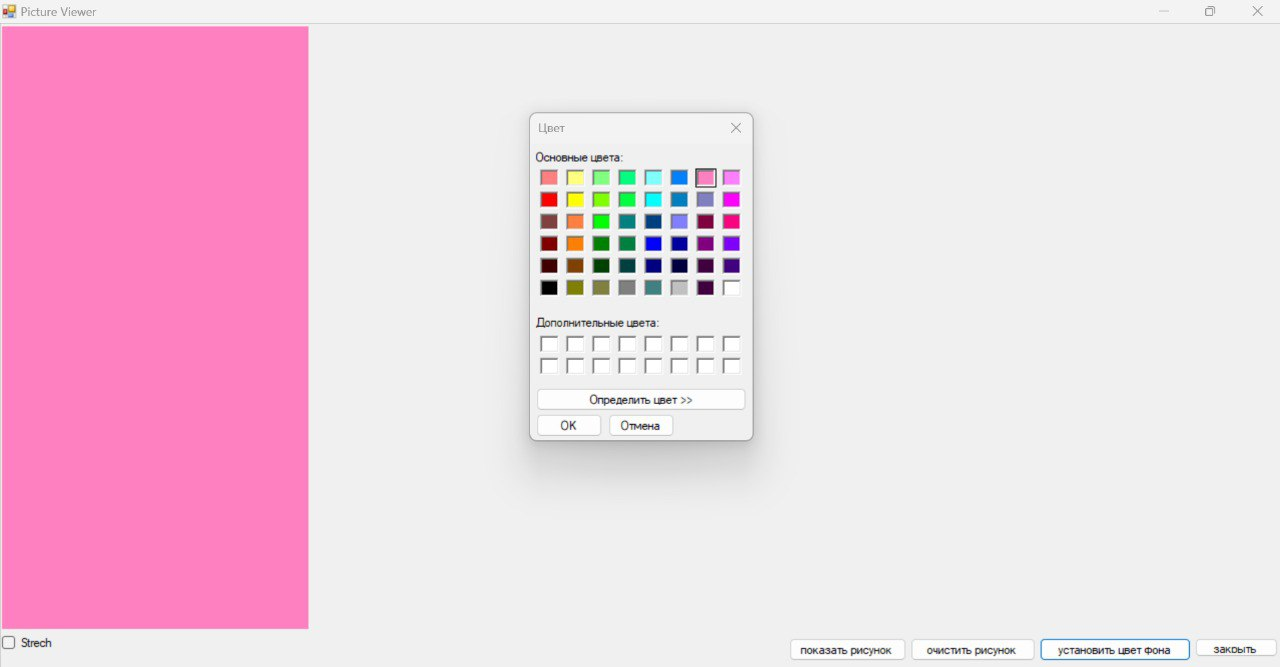 Picture Viewer
Цвет
Основные цвета:
Дополнительные цвета:
Определить цвет >>
OK
Отмена
Strech
показать рисунок
очистить рисунок
установить цвет фона
закрыть